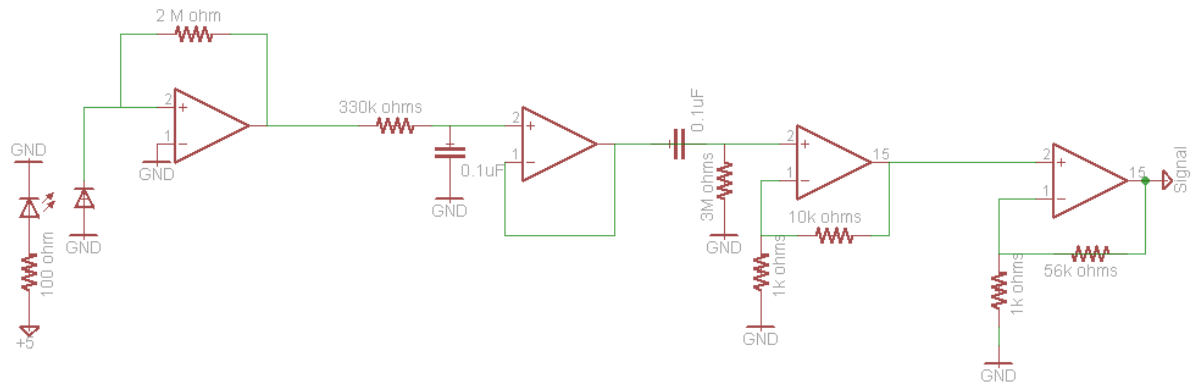 2 M ohm
2
+
1
−
GND
GND
100 ohm
+5
GND
330k ohms
0.1uF
GND
2
+
1
−
0.1uF
3M ohms
GND
2
+
1
−
15
10k ohms
1k ohms
GND
2
+
1
−
15
Signal
56k ohms
1k ohms
GND